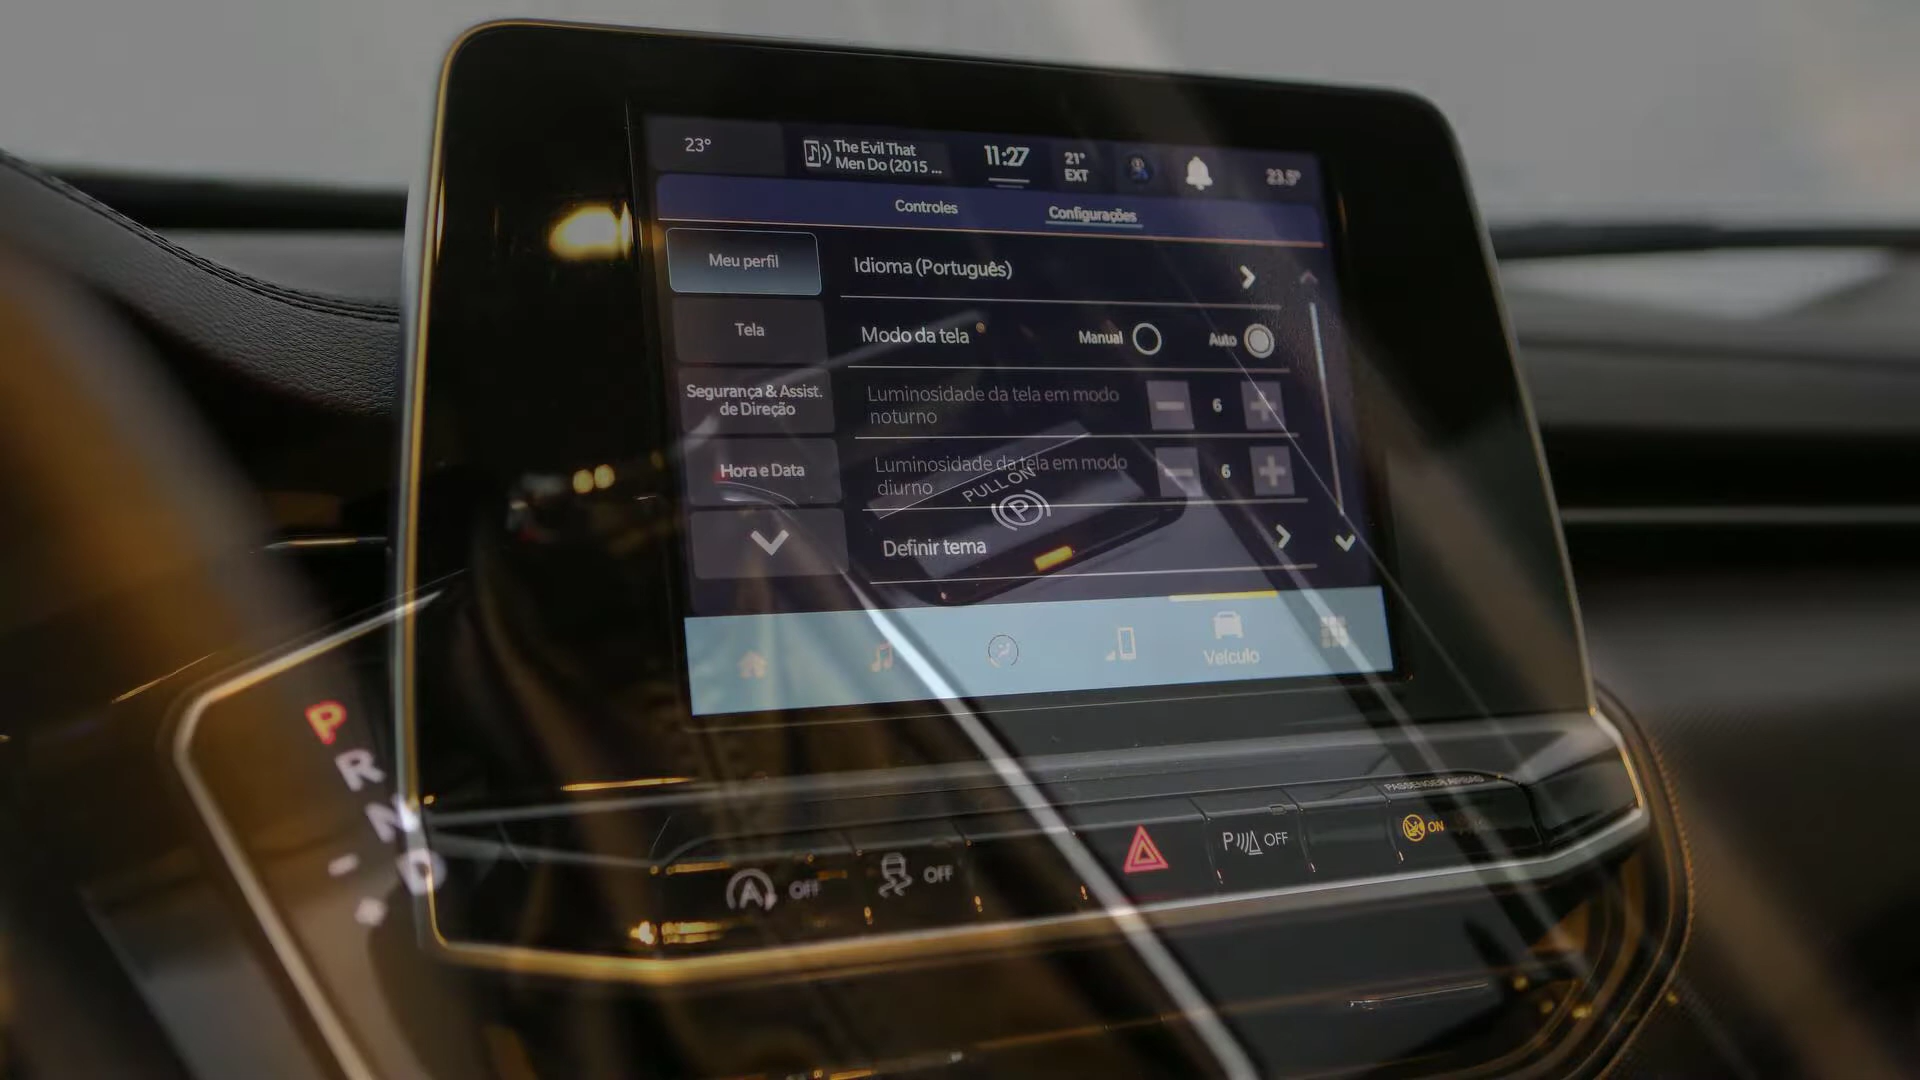 23°
The Evil That
Men Do (2015 ...
11:27
21°
EXT
23.5°
Controles
Configurações
Meu perfil
Idioma (Português)
Tela
Modo da tela
Manual
Auto
Segurança & Assist.
de Direção
Luminosidade da tela em modo
noturno
6
Hora e Data
Luminosidade da tela em modo
diurno
6
PULL ON
P
Definir tema
Veículo
P
R
N
D
PASSENGER AIRBAG
A OFF
OFF
P OFF
ON